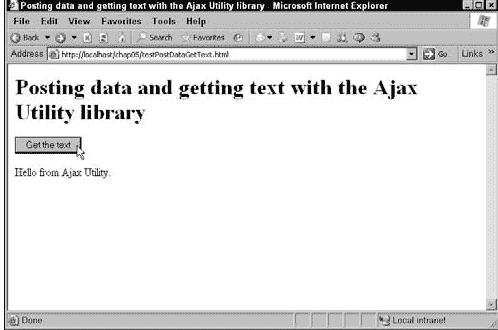 Posting data and getting text with the Ajax Utility library - Microsoft Internet Explorer
File Edit View Favorites Tools Help
Back Search Favorites
Address http://localhost/chap05/testPostDataGetText.html Go Links »
Posting data and getting text with the Ajax
Utility library
Get the text
Hello from Ajax Utility.
Done Local intranet